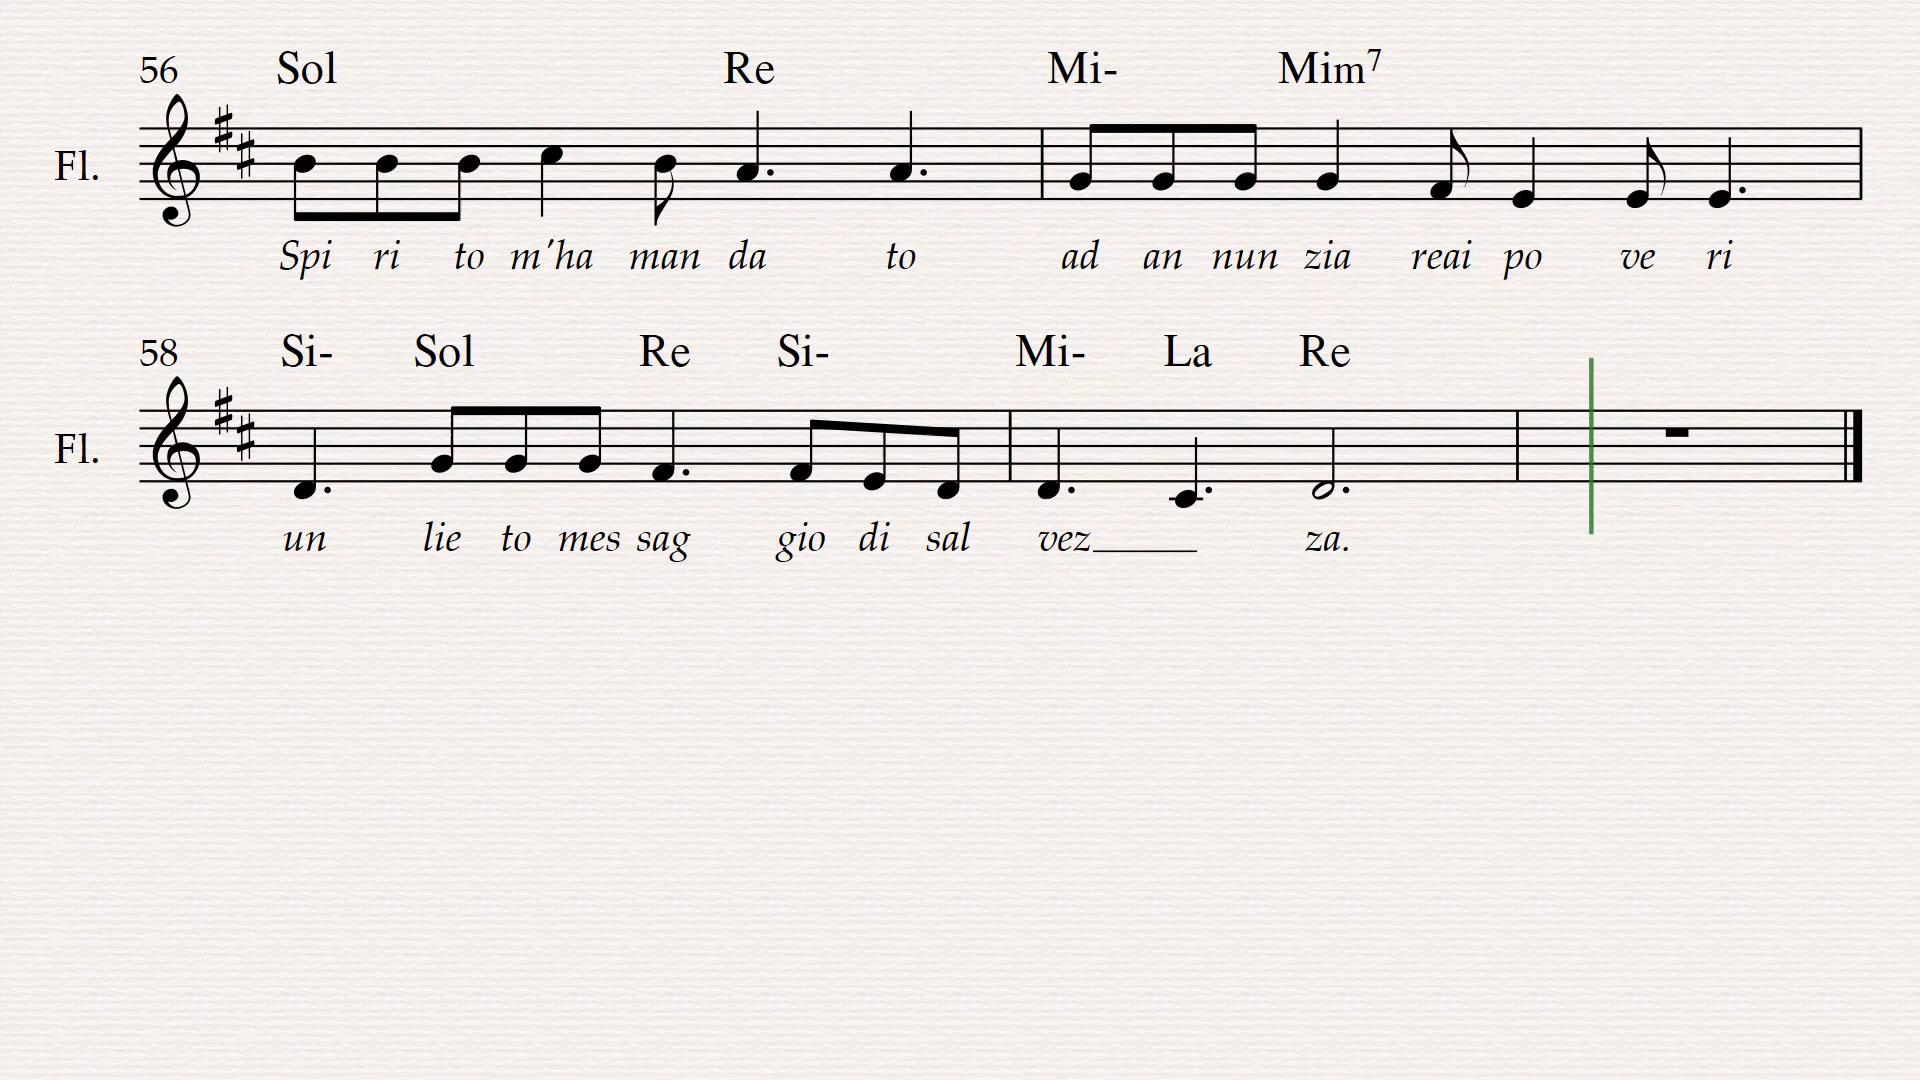 56 Sol Re Mi- Mim7
Fl.
Spi ri to m'ha man da to ad an nun zia reai po ve ri
58 Si- Sol Re Si- Mi- La Re
Fl.
un lie to mes sag gio di sal vez_____ za.